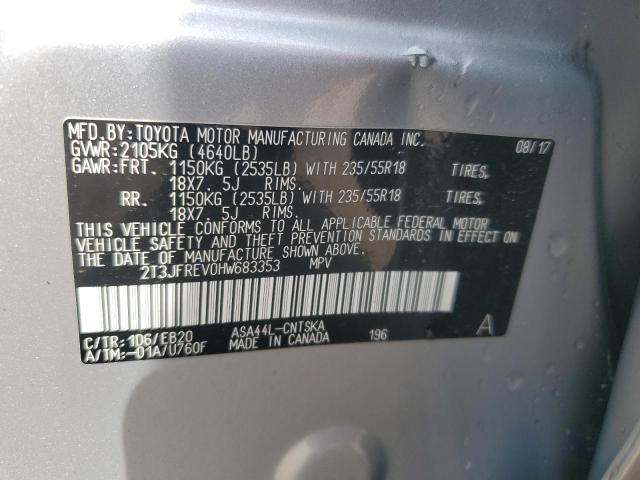 MFD.BY:TOYOTA MOTOR MANUFACTURING CANADA INC. 08/17
GVWR:2105KG (4640LB)
GAWR:FRT. 1150KG (2535LB) WITH 235/55R18 TIRES.
18X7.5J RIMS.
RR. 1150KG (2535LB) WITH 235/55R18 TIRES.
18X7.5J RIMS.
THIS VEHICLE CONFORMS TO ALL APPLICABLE FEDERAL MOTOR
VEHICLE SAFETY AND THEFT PREVENTION STANDARDS IN EFFECT ON
THE DATE OF MANUFACTURE SHOWN ABOVE.
2T3JFREV0HW683353 MPV
C/TR:1D6/EB20 ASA44L-CNTSKA 196 A
A/TM:-01A/U760F MADE IN CANADA